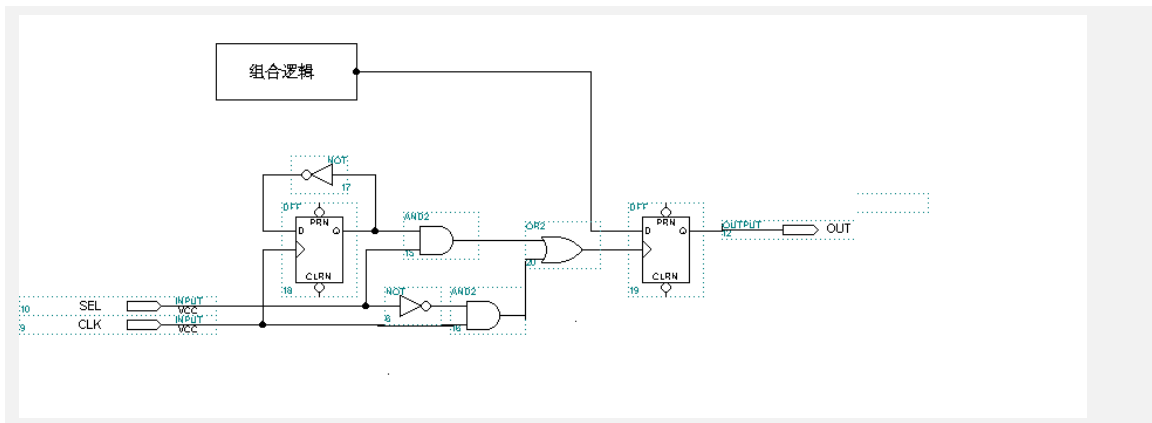 组合逻辑
NOT
17
DFF
PRN
D Q
CLRN
18
AND2
15
OR2
20
DFF
PRN
D Q
CLRN
19
OUTPUT
12
OUT
10
SEL
INPUT
VCC
9
CLK
INPUT
VCC
NOT
6
AND2
16